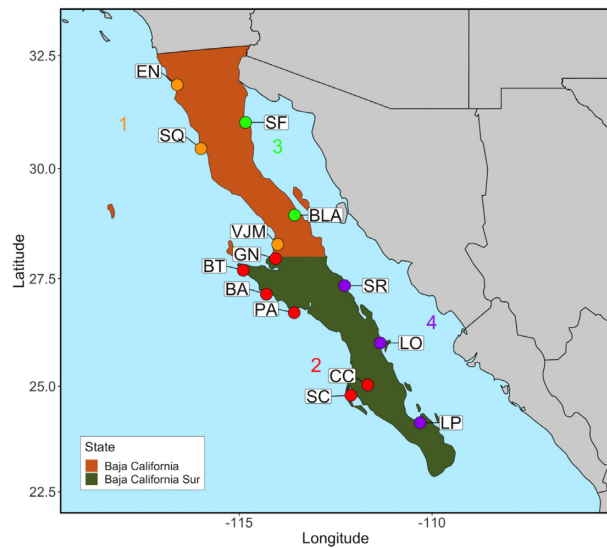 32.5
EN
1
SF
SQ
3
30.0
BLA
VJM
GN
BT
27.5
SR
BA
PA
4
LO
2
CC
25.0
SC
LP
State
Baja California
Baja California Sur
22.5
-115
-110
Latitude
Longitude